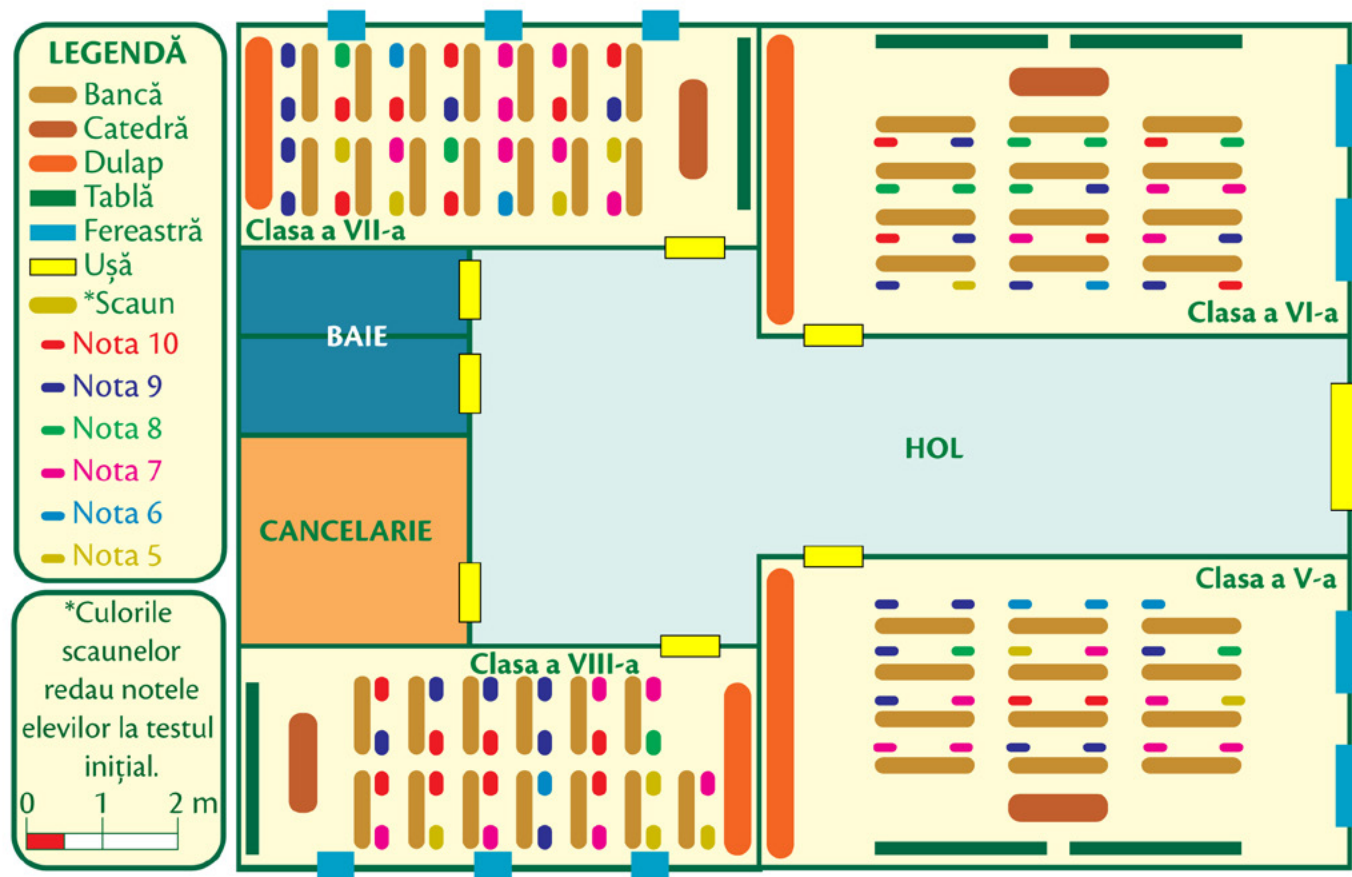 LEGENDĂ
Bancă
Catedră
Dulap
Tablă
Fereastră
Ușă
*Scaun
Nota 10
Nota 9
Nota 8
Nota 7
Nota 6
Nota 5
*Culorile
scaunelor
redau notele
elevilor la testul
inițial.
0 1 2 m
Clasa a VII-a
Clasa a VI-a
BAIE
HOL
CANCELARIE
Clasa a V-a
Clasa a VIII-a